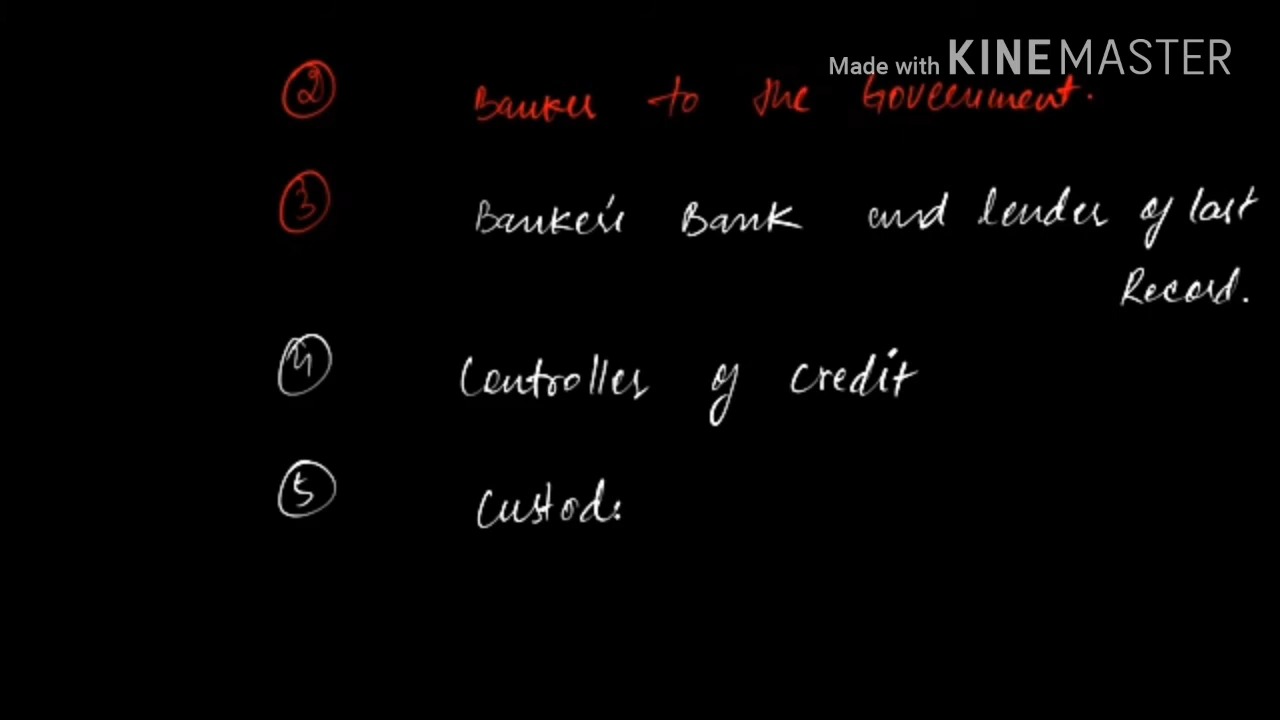 Made with KINEMASTER
② Banker to the Government.
③ Banker's Bank and lender of last
Record.
④ Controller of credit
⑤ Custodi